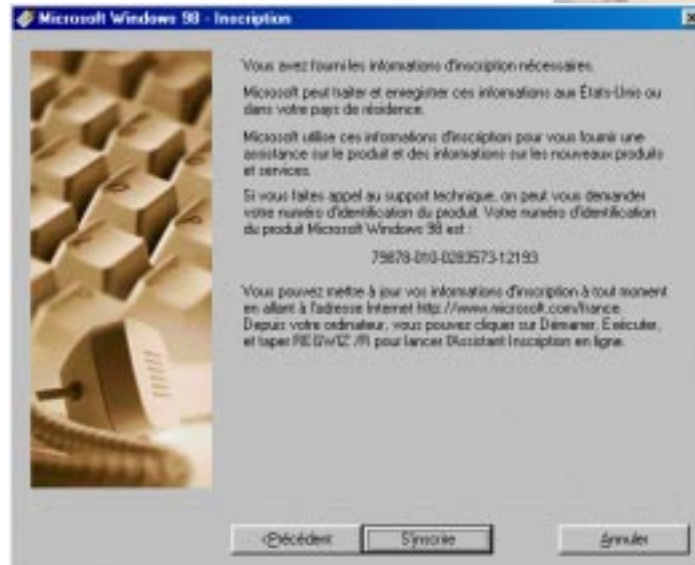 Microsoft Windows 98 - Inscription
Vous avez fourni les informations d'inscription nécessaires.
Microsoft peut traiter et enregistrer ces informations aux États-Unis ou
dans votre pays de résidence.
Microsoft utilise ces informations d'inscription pour vous fournir une
assistance sur le produit et des informations sur les nouveaux produits
et services.
Si vous faites appel au support technique, on peut vous demander
votre numéro d'identification du produit. Votre numéro d'identification
du produit Microsoft Windows 98 est :
79878-010-0283573-12193
Vous pouvez mettre à jour vos informations d'inscription à tout moment
en allant à l'adresse Internet http://www.microsoft.com/france.
Depuis votre ordinateur, vous pouvez cliquer sur Démarrer, Exécuter,
et taper REGWIZ /R pour lancer l'Assistant Inscription en ligne.
<Précédent
S'inscrire
Annuler